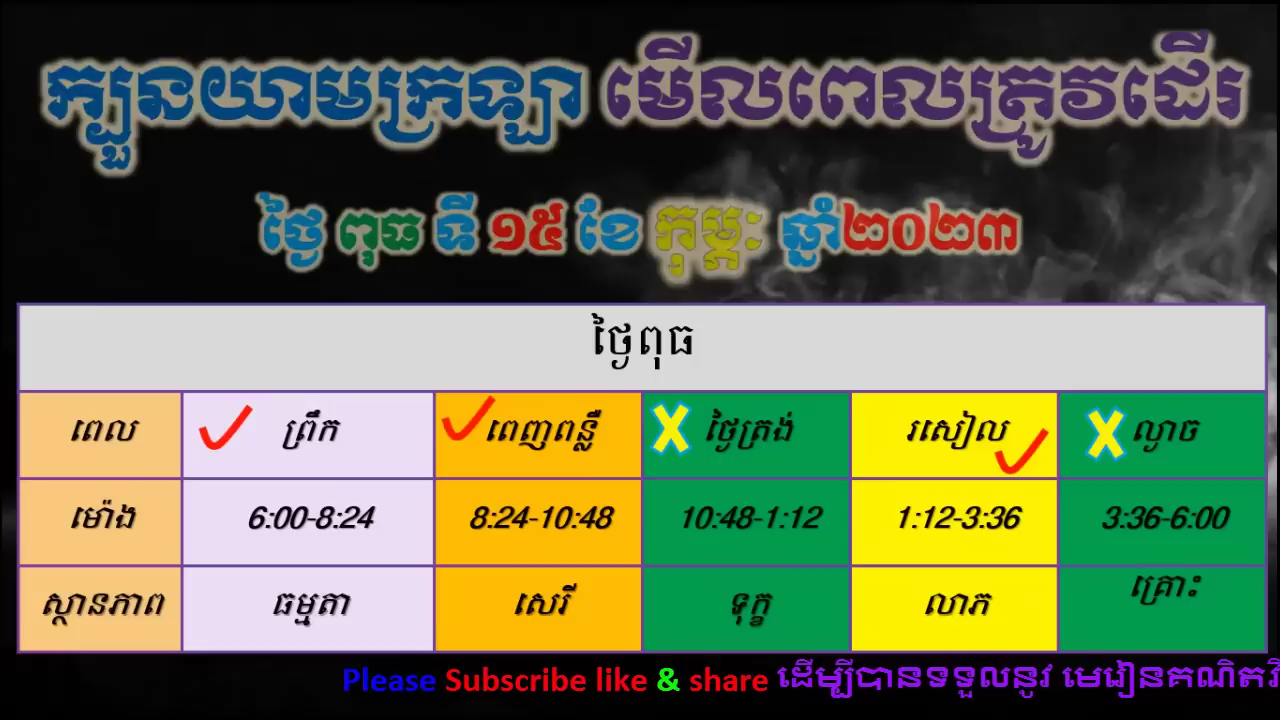 ក្បួនយាមក្រឡា មើលពេលត្រូវដើរ
ថ្ងៃ ពុធ ទី ១៥ ខែ កុម្ភៈ ឆ្នាំ២០២៣
ថ្ងៃពុធ
ពេល ព្រឹក ពេញពន្លឺ ថ្ងៃត្រង់ រសៀល ល្ងាច
ម៉ោង 6:00-8:24 8:24-10:48 10:48-1:12 1:12-3:36 3:36-6:00
ស្ថានភាព ធម្មតា សេរី ទុក្ខ លាភ គ្រោះ
Please Subscribe like & share ដើម្បីបានទទួលនូវ មេរៀនគណិតវិ